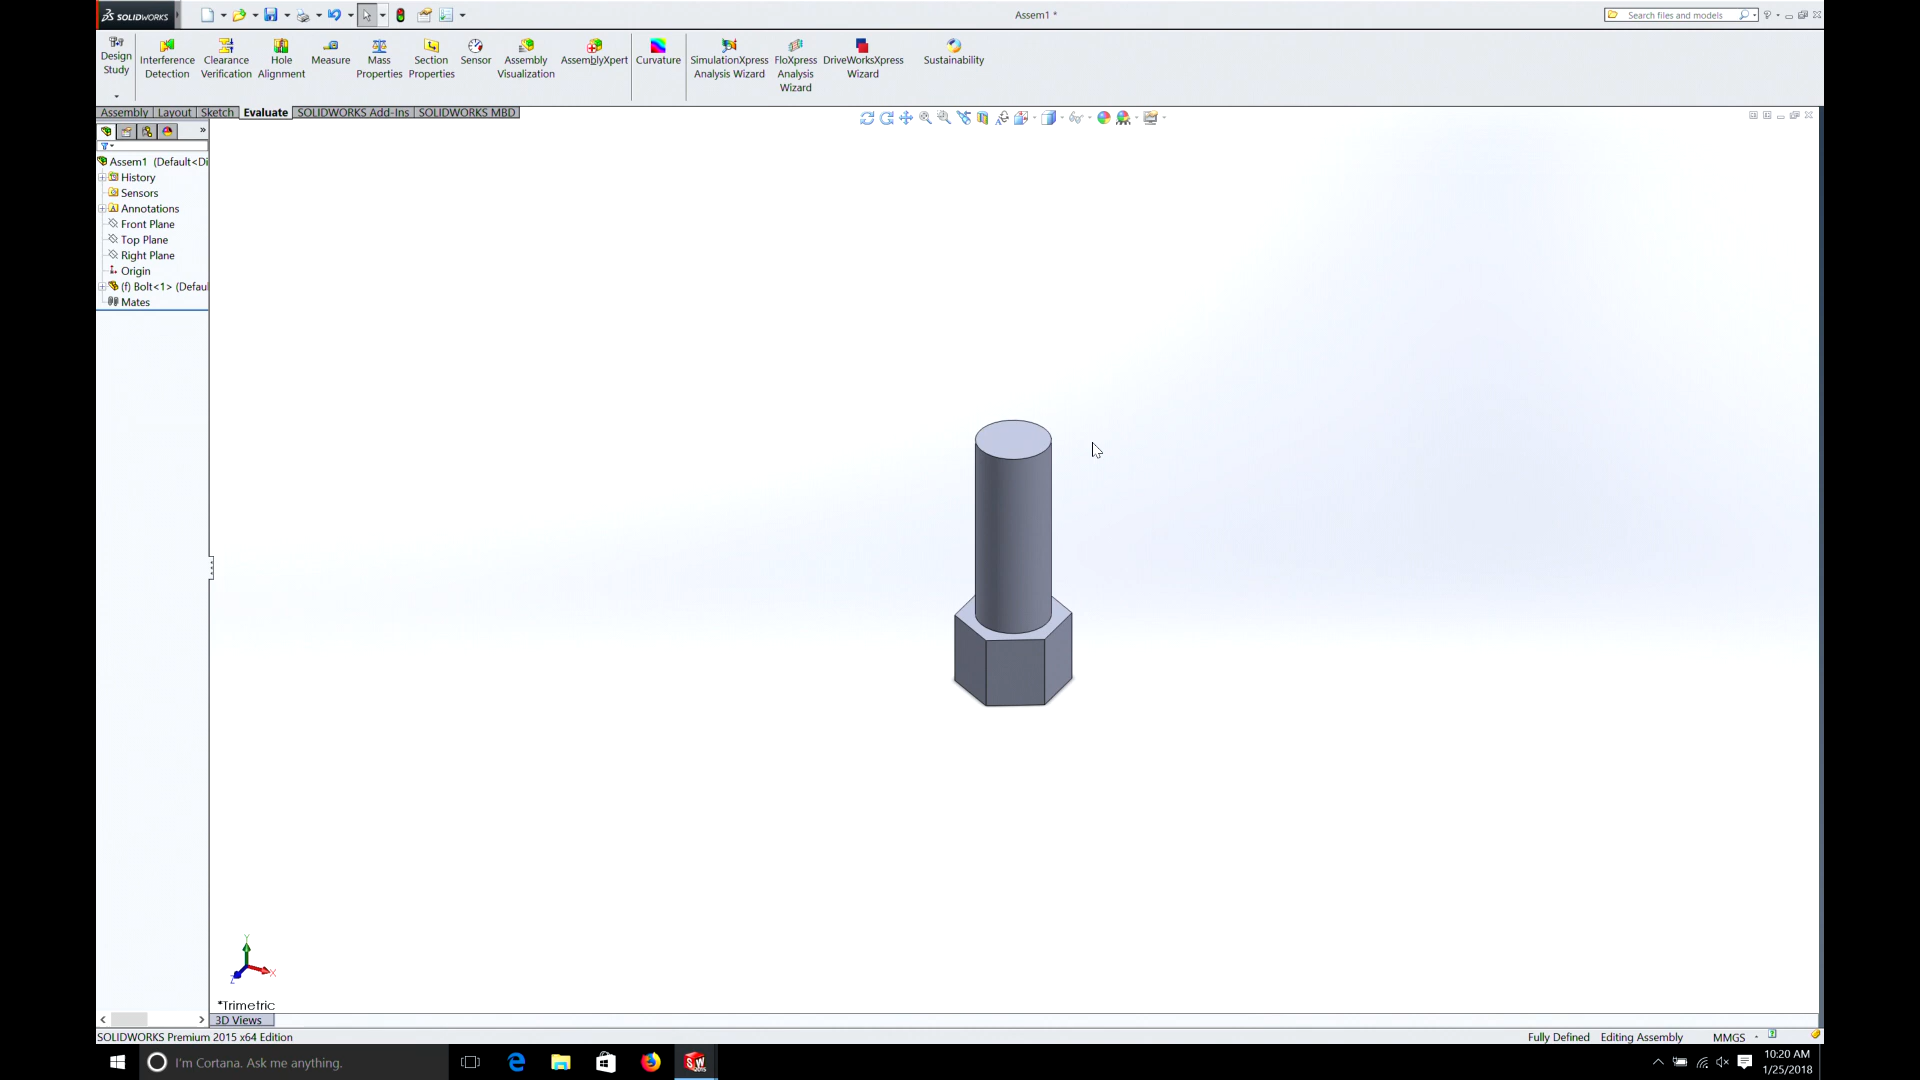 SOLIDWORKS
Assem1 *
Search files and models
Design Study
Interference Detection
Clearance Verification
Hole Alignment
Measure
Mass Properties
Section Properties
Sensor
Assembly Visualization
AssemblyXpert
Curvature
SimulationXpress Analysis Wizard
FloXpress Analysis Wizard
DriveWorksXpress Wizard
Sustainability
Assembly Layout Sketch Evaluate SOLIDWORKS Add-Ins SOLIDWORKS MBD
Assem1 (Default<Di
History
Sensors
Annotations
Front Plane
Top Plane
Right Plane
Origin
(f) Bolt<1> (Defau
Mates
Y
X
Z
*Trimetric
3D Views
SOLIDWORKS Premium 2015 x64 Edition
Fully Defined Editing Assembly MMGS
I'm Cortana. Ask me anything.
10:20 AM
1/25/2018